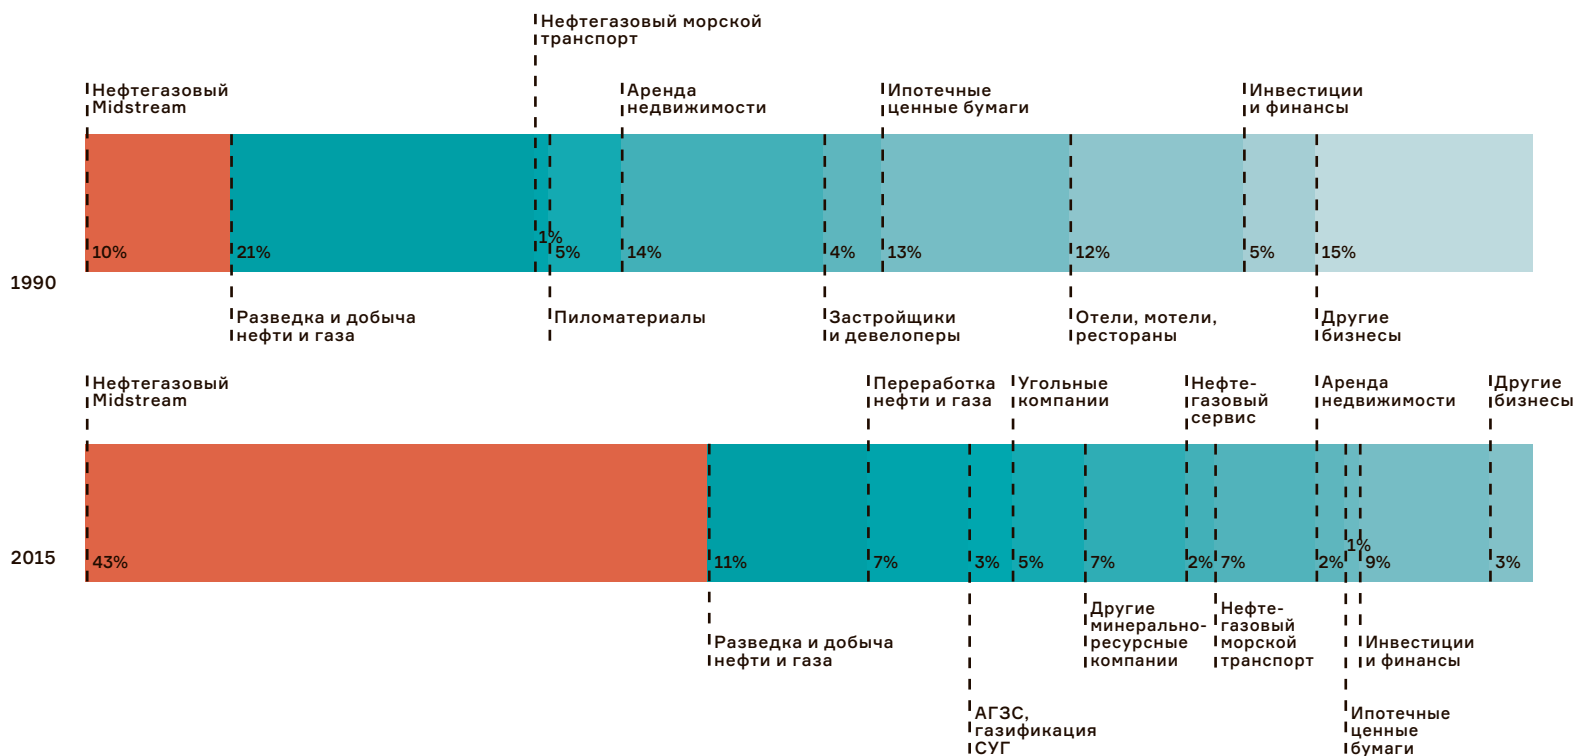 Нефтегазовый морской
транспорт
Нефтегазовый
Midstream
Аренда
недвижимости
Ипотечные
ценные бумаги
Инвестиции
и финансы
10%
21%
1%
5%
14%
4%
13%
12%
5%
15%
1990
Разведка и добыча
нефти и газа
Пиломатериалы
Застройщики
и девелоперы
Отели, мотели,
рестораны
Другие
бизнесы
Нефтегазовый
Midstream
Переработка
нефти и газа
Угольные
компании
Нефте-
газовый
сервис
Аренда
недвижимости
Другие
бизнесы
2015
43%
11%
7%
3%
5%
7%
2%
7%
2%
1%
9%
3%
Разведка и добыча
нефти и газа
АГЗС,
газификация
СУГ
Другие
минерально-
ресурсные
компании
Нефте-
газовый
морской
транспорт
Инвестиции
и финансы
Ипотечные
ценные
бумаги